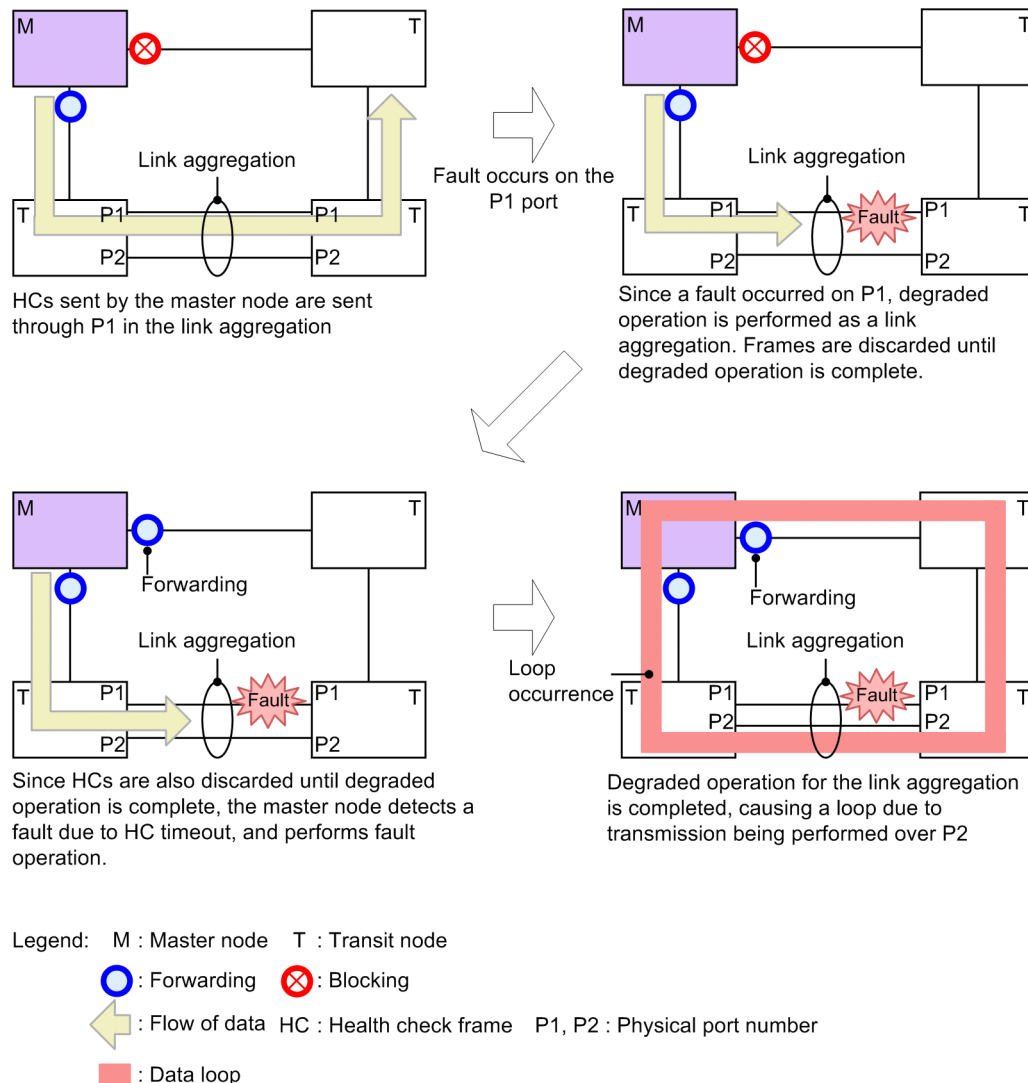 M
T
Link aggregation
T
P1
P1
T
P2
P2
HCs sent by the master node are sent
through P1 in the link aggregation
Fault occurs on the
P1 port
M
T
Link aggregation
T
P1
Fault
P1
T
P2
P2
Since a fault occurred on P1, degraded
operation is performed as a link
aggregation. Frames are discarded until
degraded operation is complete.
M
T
Forwarding
Link aggregation
T
P1
Fault
P1
T
P2
P2
Since HCs are also discarded until degraded
operation is complete, the master node detects a
fault due to HC timeout, and performs fault
operation.
M
T
Forwarding
Link aggregation
Loop
occurrence
T
P1
Fault
P1
T
P2
P2
Degraded operation for the link aggregation
is completed, causing a loop due to
transmission being performed over P2
Legend: M : Master node T : Transit node
: Forwarding : Blocking
: Flow of data HC : Health check frame P1, P2 : Physical port number
: Data loop